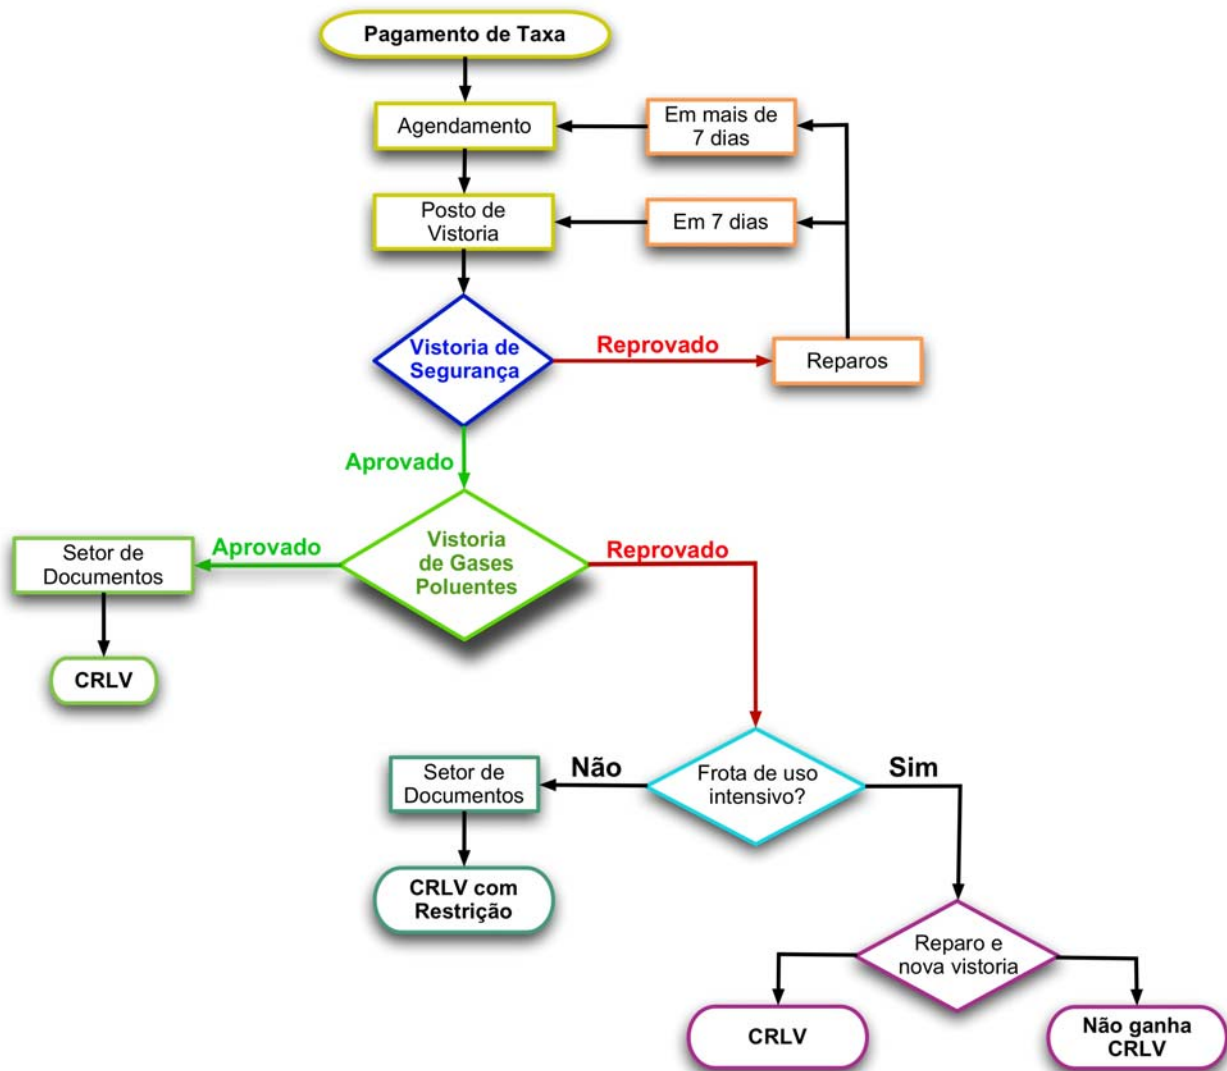 Pagamento de Taxa
Agendamento
Em mais de
7 dias
Posto de
Vistoria
Em 7 dias
Vistoria de
Segurança
Reprovado
Reparos
Aprovado
Vistoria
de Gases
Poluentes
Aprovado
Reprovado
Setor de
Documentos
CRLV
Frota de uso
intensivo?
Não
Sim
Setor de
Documentos
CRLV com
Restrição
Reparo e
nova vistoria
CRLV
Não ganha
CRLV